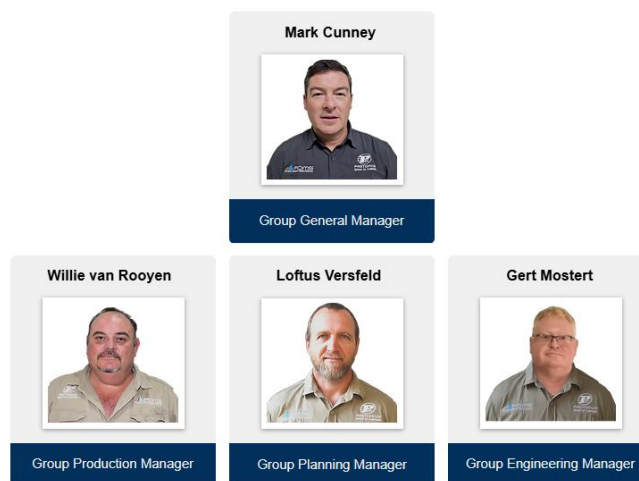 Mark Cunney
Group General Manager
Willie van Rooyen
Loftus Versfeld
Gert Mostert
Group Production Manager
Group Planning Manager
Group Engineering Manager